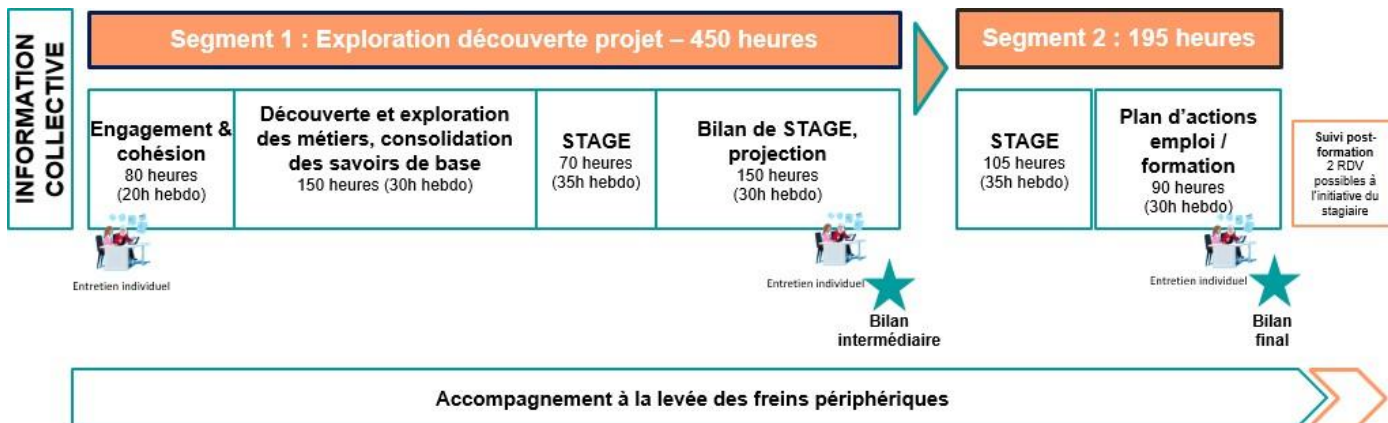 INFORMATION
COLLECTIVE
Segment 1 : Exploration découverte projet – 450 heures
Engagement &
cohésion
80 heures
(20h hebdo)
Découverte et exploration
des métiers, consolidation
des savoirs de base
150 heures (30h hebdo)
STAGE
70 heures
(35h hebdo)
Bilan de STAGE,
projection
150 heures
(30h hebdo)
Entretien individuel
Entretien individuel
Bilan
intermédiaire
Segment 2 : 195 heures
STAGE
105 heures
(35h hebdo)
Plan d’actions
emploi /
formation
90 heures
(30h hebdo)
Entretien individuel
Bilan
final
Suivi post-
formation
2 RDV
possibles à
l'initiative du
stagiaire
Accompagnement à la levée des freins périphériques